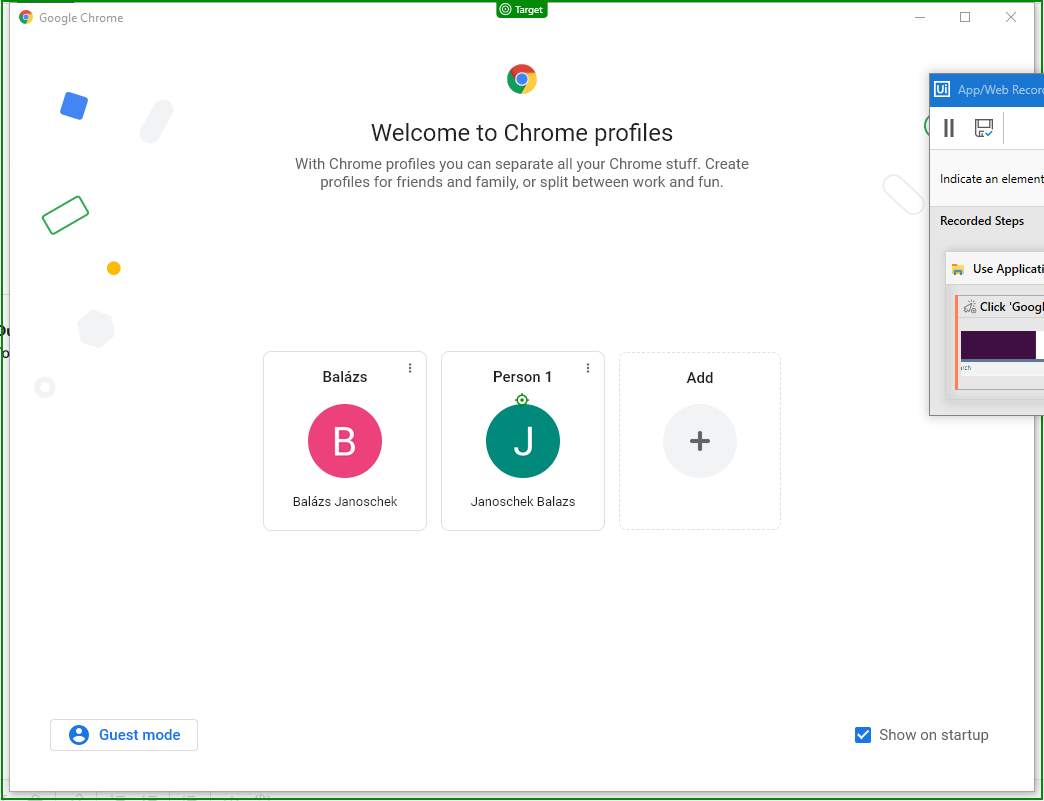 Google Chrome
Target
Welcome to Chrome profiles
With Chrome profiles you can separate all your Chrome stuff. Create
profiles for friends and family, or split between work and fun.
Balázs
B
Balázs Janoschek
Person 1
J
Janoschek Balazs
Add
Guest mode
Show on startup
Ui App/Web Recor
Indicate an element
Recorded Steps
Use Applicati
Click 'Googl